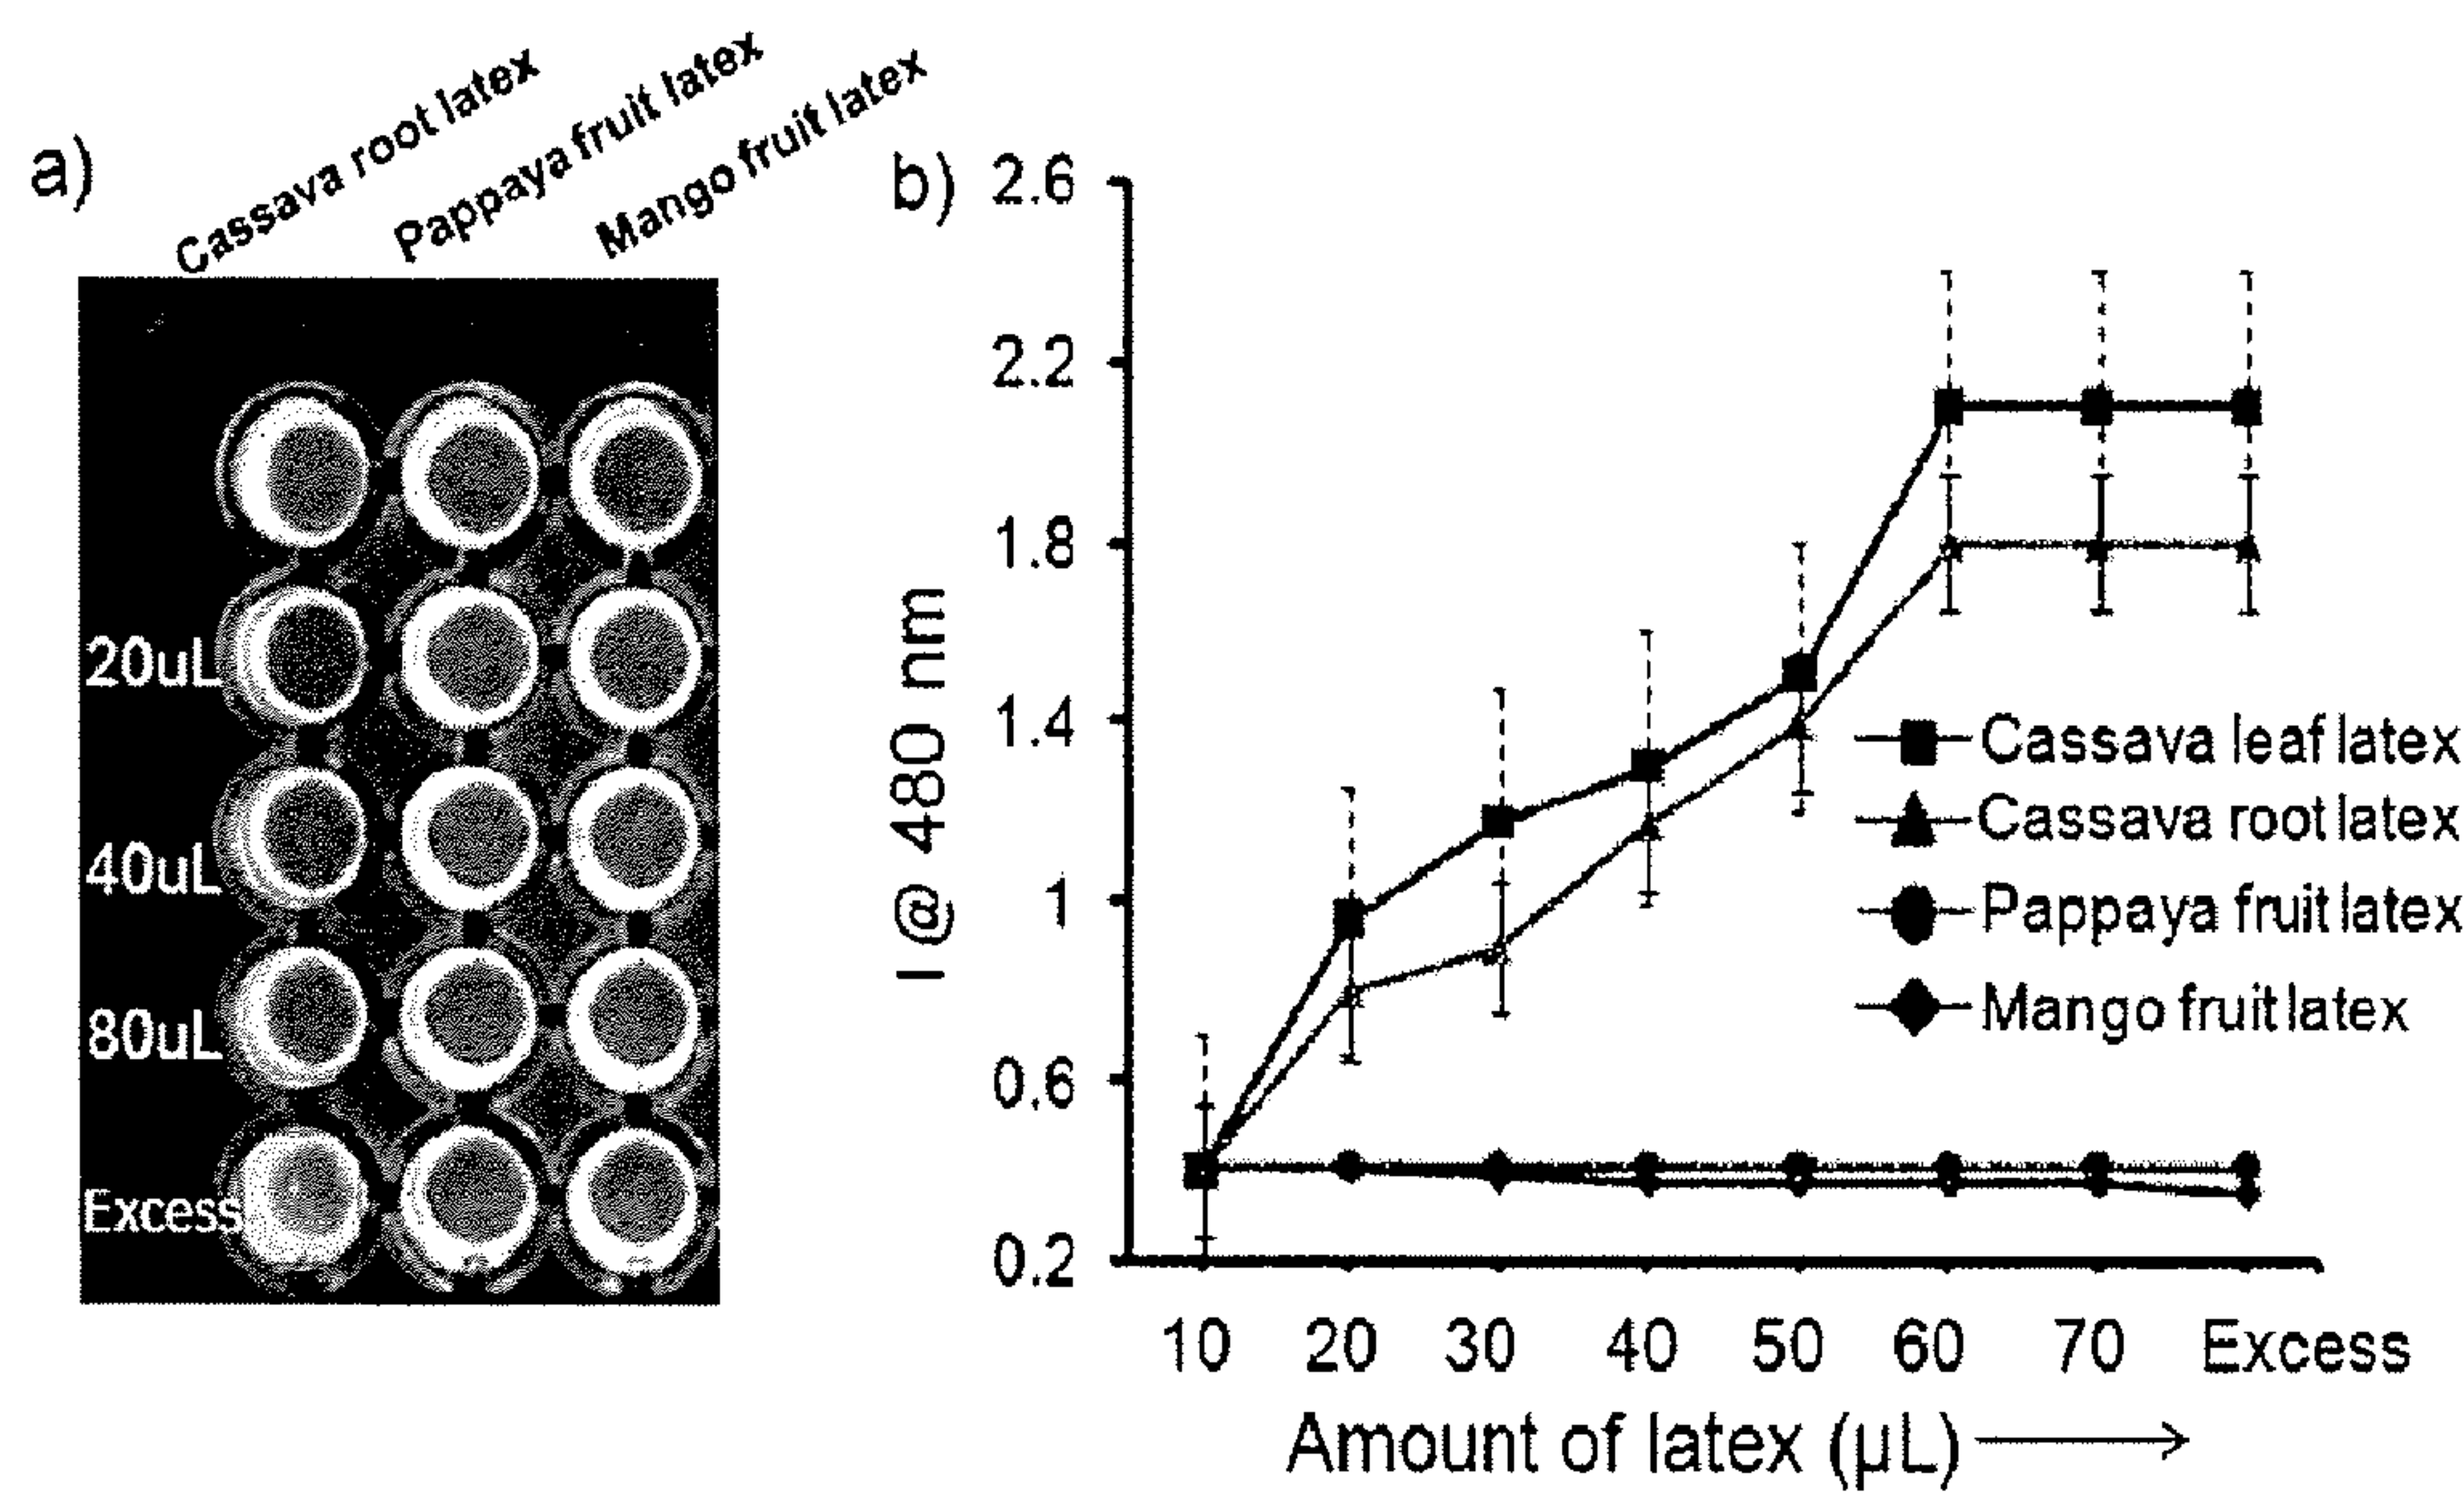 a)
Cassava root latex
Pappaya fruit latex
Mango fruit latex
20uL
40uL
80uL
Excess
b)
2.6
2.2
1.8
1.4
1
0.6
0.2
I @ 480 nm
10 20 30 40 50 60 70 Excess
Amount of latex (µL)
Cassava leaf latex
Cassava root latex
Pappaya fruit latex
Mango fruit latex